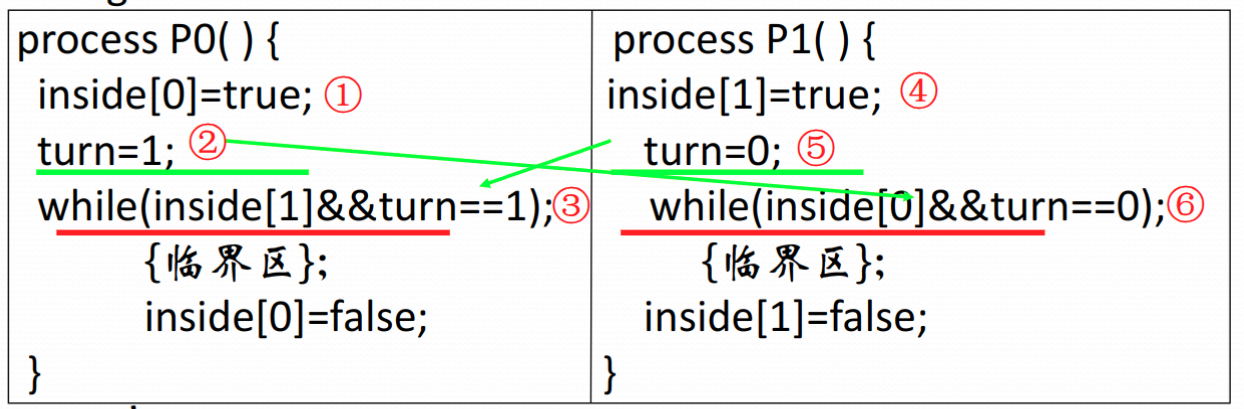 process P0( ) {
inside[0]=true; ①
turn=1; ②
while(inside[1]&&turn==1);③
{临界区};
inside[0]=false;
}
process P1( ) {
inside[1]=true; ④
turn=0; ⑤
while(inside[0]&&turn==0);⑥
{临界区};
inside[1]=false;
}